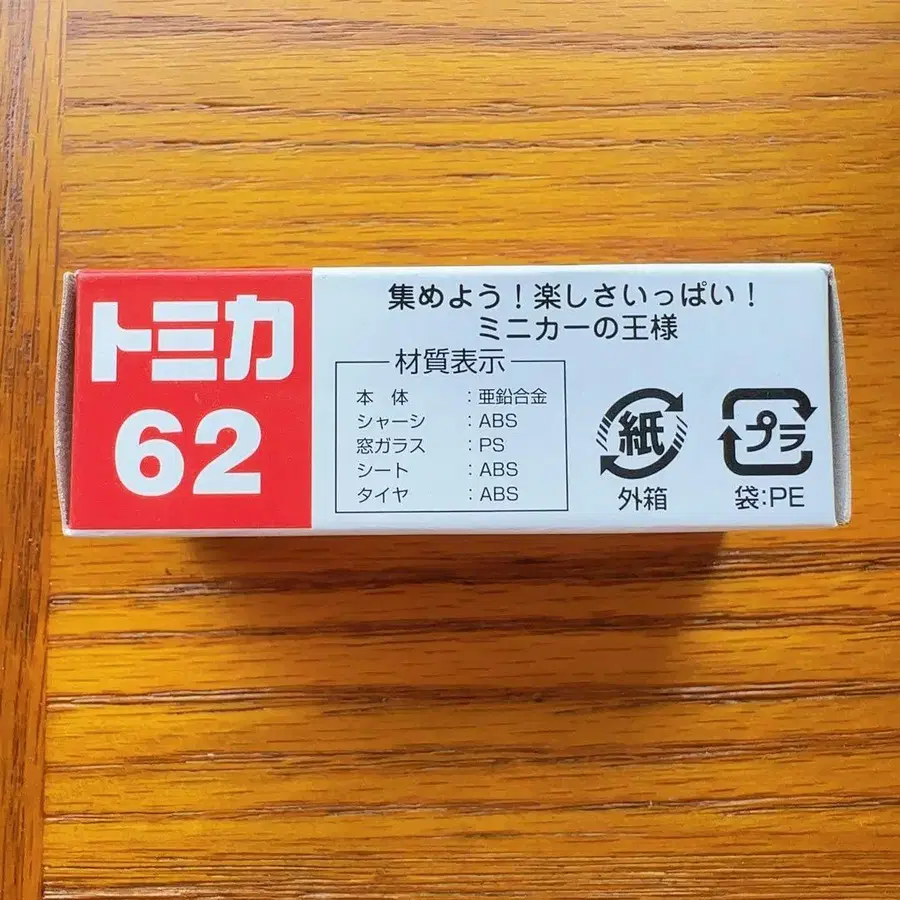 トミカ
62
集めよう!楽しさいっぱい!
ミニカーの王様
材質表示
本体 : 亜鉛合金
シャーシ : ABS
窓ガラス : PS
シート : ABS
タイヤ : ABS
紙
外箱
プラ
袋:PE